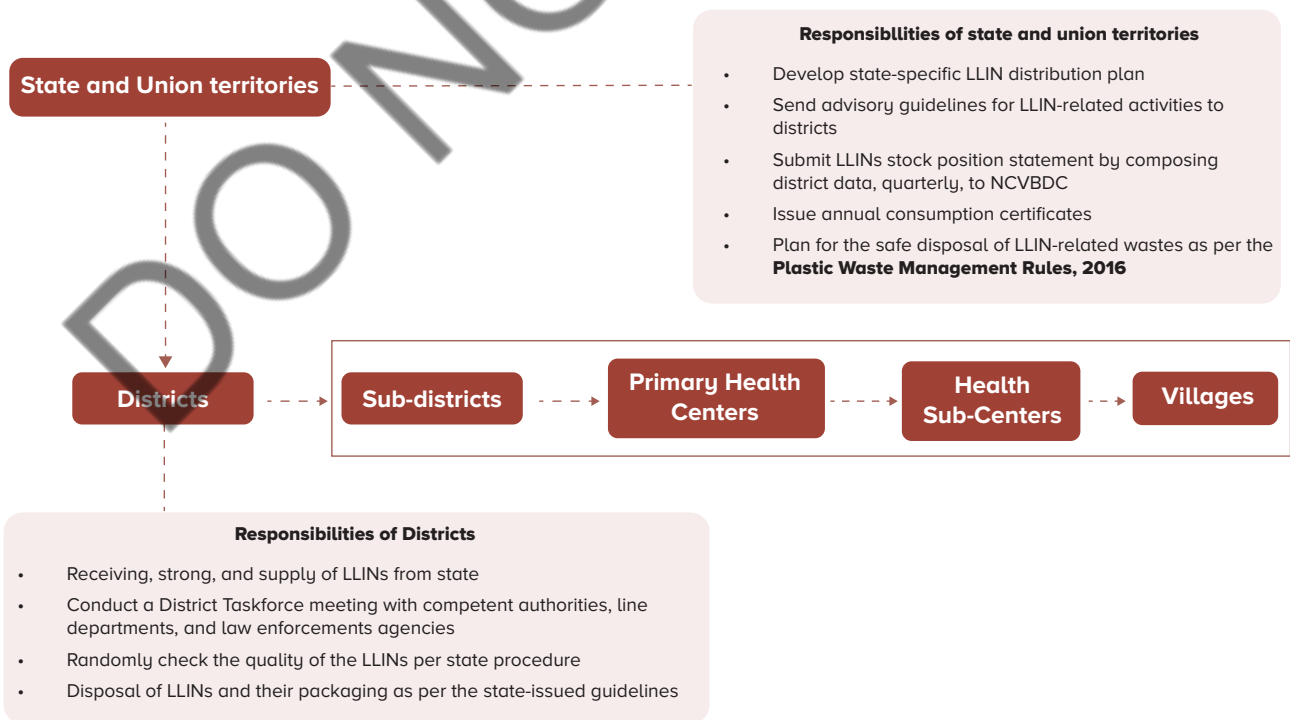 State and Union territories
Responsibllities of state and union territories
• Develop state-specific LLIN distribution plan
• Send advisory guidelines for LLIN-related activities to
districts
• Submit LLINs stock position statement by composing
district data, quarterly, to NCVBDC
• Issue annual consumption certificates
• Plan for the safe disposal of LLIN-related wastes as per the
Plastic Waste Management Rules, 2016
Districts
Sub-districts
Primary Health
Centers
Health
Sub-Centers
Villages
Responsibilities of Districts
• Receiving, strong, and supply of LLINs from state
• Conduct a District Taskforce meeting with competent authorities, line
departments, and law enforcements agencies
• Randomly check the quality of the LLINs per state procedure
• Disposal of LLINs and their packaging as per the state-issued guidelines
DO NO